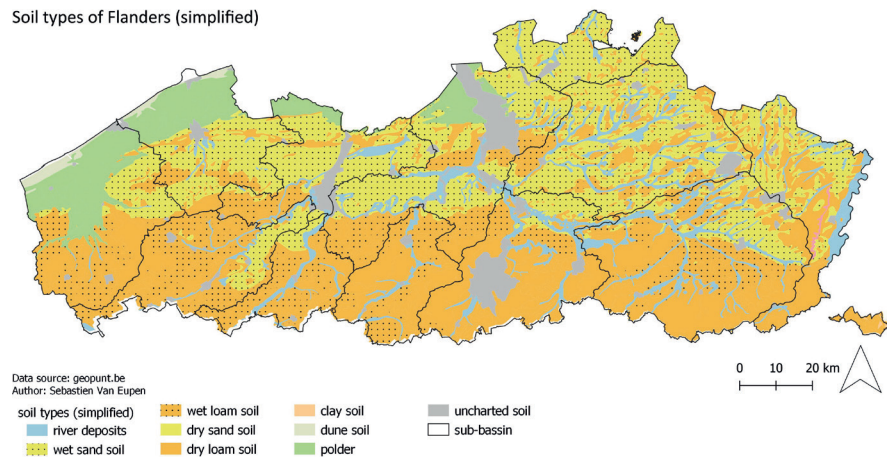 Soil types of Flanders (simplified)
0 10 20 km
Data source: geopunt.be
Author: Sebastien Van Eupen
soil types (simplified)
river deposits
wet sand soil
wet loam soil
dry sand soil
dry loam soil
clay soil
dune soil
polder
uncharted soil
sub-bassin